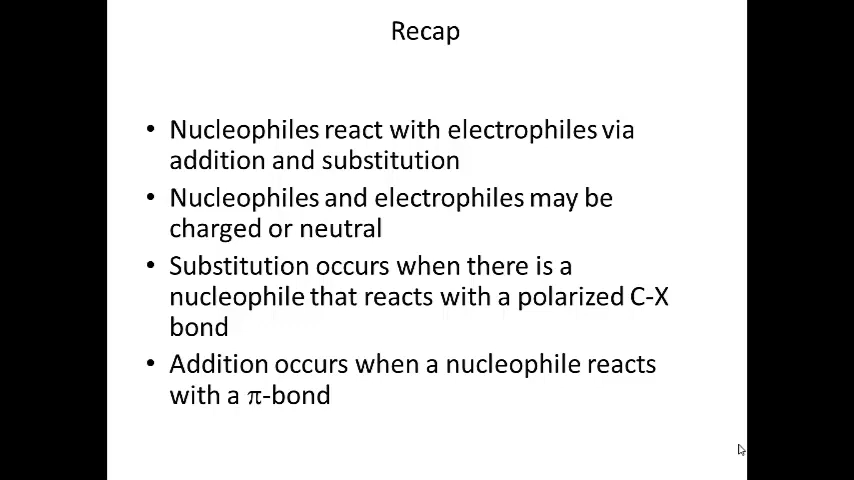 Recap
• Nucleophiles react with electrophiles via
addition and substitution
• Nucleophiles and electrophiles may be
charged or neutral
• Substitution occurs when there is a
nucleophile that reacts with a polarized C-X
bond
• Addition occurs when a nucleophile reacts
with a π-bond